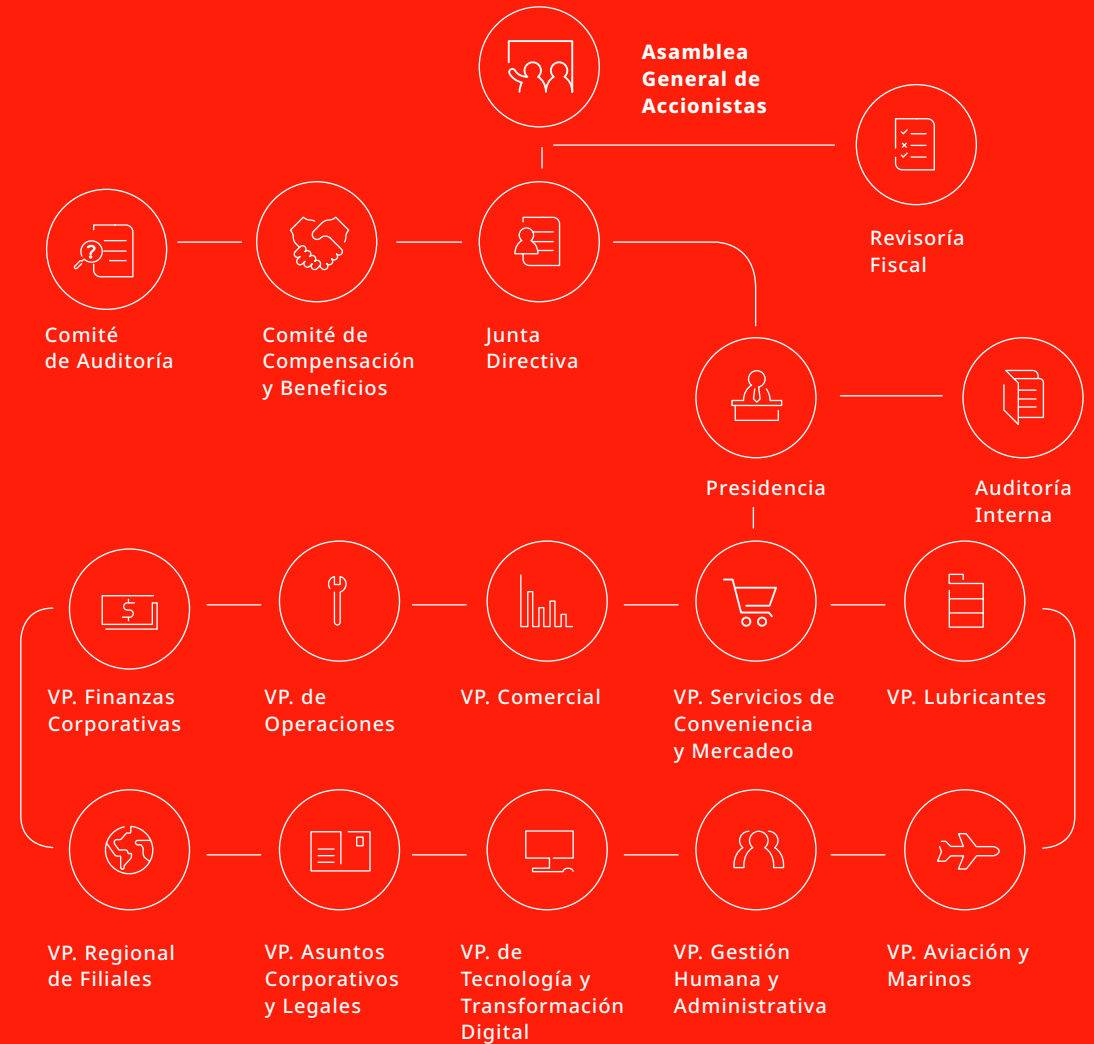 Asamblea
General de
Accionistas
Revisoría
Fiscal
Comité
de Auditoría
Comité de
Compensación
y Beneficios
Junta
Directiva
Presidencia
Auditoría
Interna
VP. Finanzas
Corporativas
VP. de
Operaciones
VP. Comercial
VP. Servicios de
Conveniencia
y Mercadeo
VP. Lubricantes
VP. Regional
de Filiales
VP. Asuntos
Corporativos
y Legales
VP. de
Tecnología y
Transformación
Digital
VP. Gestión
Humana y
Administrativa
VP. Aviación y
Marinos